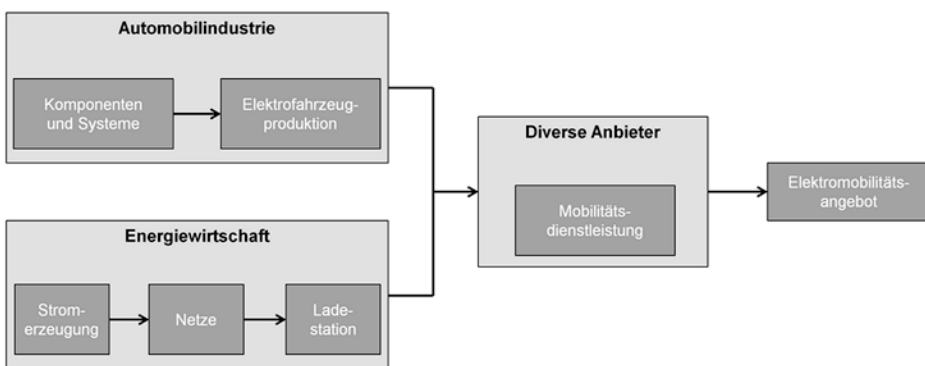 Automobilindustrie
Komponenten
und Systeme
Elektrofahrzeug-
produktion
Energiewirtschaft
Strom-
erzeugung
Netze
Lade-
station
Diverse Anbieter
Mobilitäts-
dienstleistung
Elektromobilitäts-
angebot